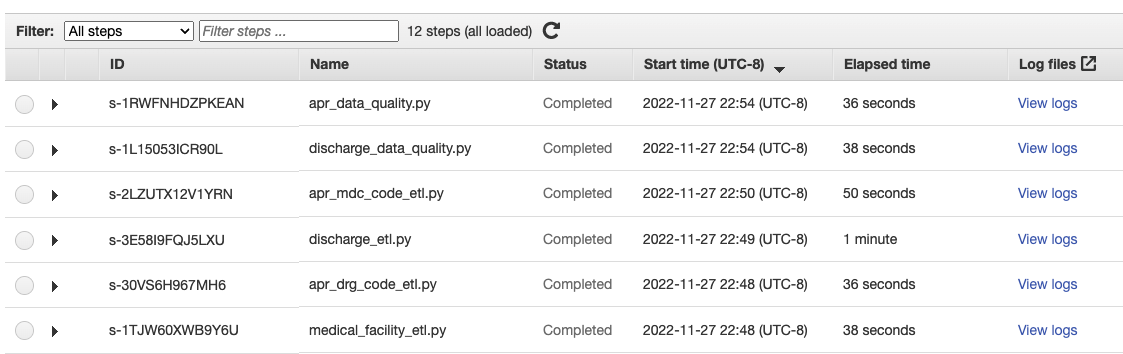 Filter: All steps Filter steps ... 12 steps (all loaded)
ID Name Status Start time (UTC-8) Elapsed time Log files
s-1RWFNHDZPKEAN apr_data_quality.py Completed 2022-11-27 22:54 (UTC-8) 36 seconds View logs
s-1L15053ICR90L discharge_data_quality.py Completed 2022-11-27 22:54 (UTC-8) 38 seconds View logs
s-2LZUTX12V1YRN apr_mdc_code_etl.py Completed 2022-11-27 22:50 (UTC-8) 50 seconds View logs
s-3E58I9FQJ5LXU discharge_etl.py Completed 2022-11-27 22:49 (UTC-8) 1 minute View logs
s-30VS6H967MH6 apr_drg_code_etl.py Completed 2022-11-27 22:48 (UTC-8) 36 seconds View logs
s-1TJW60XWB9Y6U medical_facility_etl.py Completed 2022-11-27 22:48 (UTC-8) 38 seconds View logs